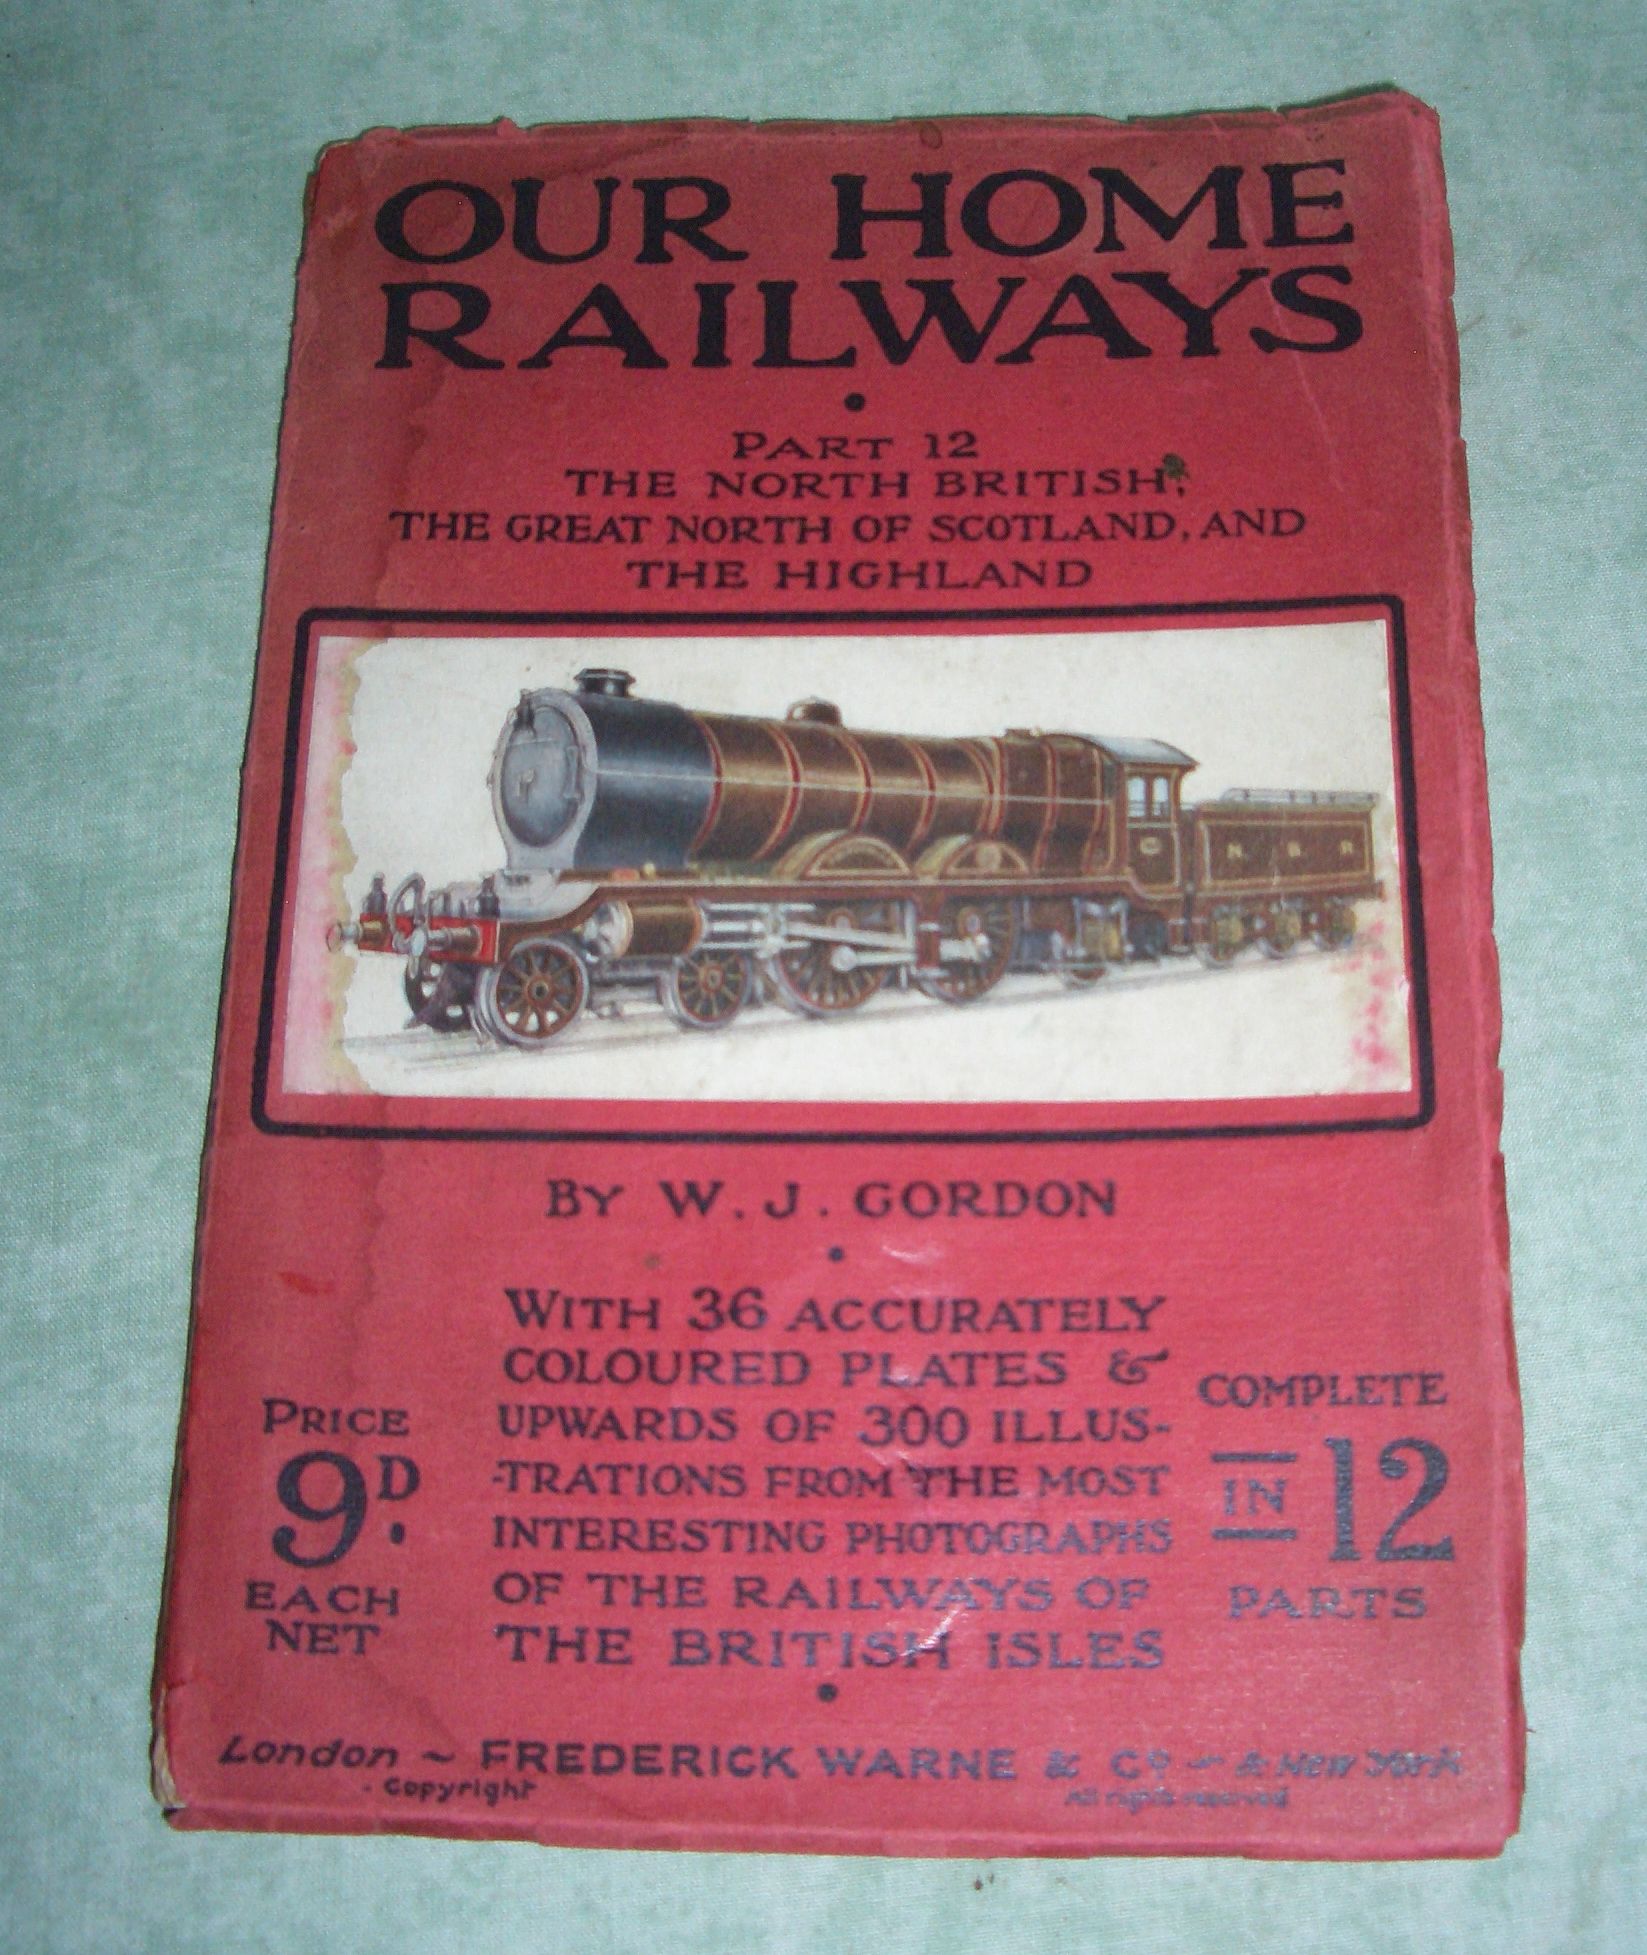 OUR HOME
RAILWAYS
PART 12
THE NORTH BRITISH,
THE GREAT NORTH OF SCOTLAND, AND
THE HIGHLAND
N. B. R
BY W. J. GORDON
WITH 36 ACCURATELY
COLOURED PLATES &
UPWARDS OF 300 ILLUS-
-TRATIONS FROM THE MOST
INTERESTING PHOTOGRAPHS
OF THE RAILWAYS OF
THE BRITISH ISLES
PRICE
9D.
EACH
NET
COMPLETE
IN 12
PARTS
London ~ FREDERICK WARNE & Co ~ & New York
- Copyright
All rights reserved